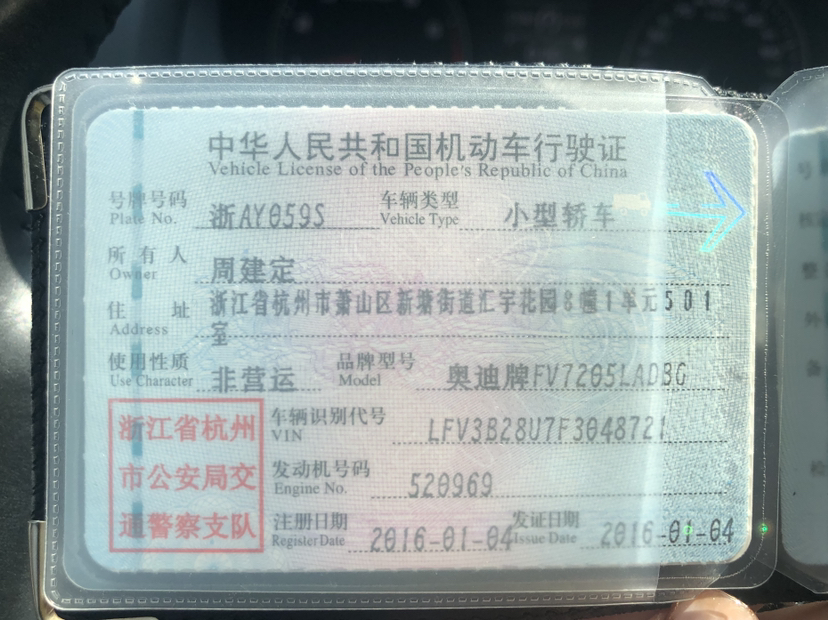 中华人民共和国机动车行驶证
Vehicle License of the People's Republic of China
号牌号码 浙AY059S 车辆类型 小型轿车
Plate No. Vehicle Type
所有人 周建定
Owner
住址 浙江省杭州市萧山区新塘街道汇宇花园8幢1单元501
Address 室
使用性质 非营运 品牌型号 奥迪牌FV7205LADBG
Use Character Model
浙江省杭州
市公安局交
通警察支队
车辆识别代号 LFV3B28U7F3048721
VIN
发动机号码 520969
Engine No.
注册日期 2016-01-04 发证日期 2016-01-04
Register Date Issue Date